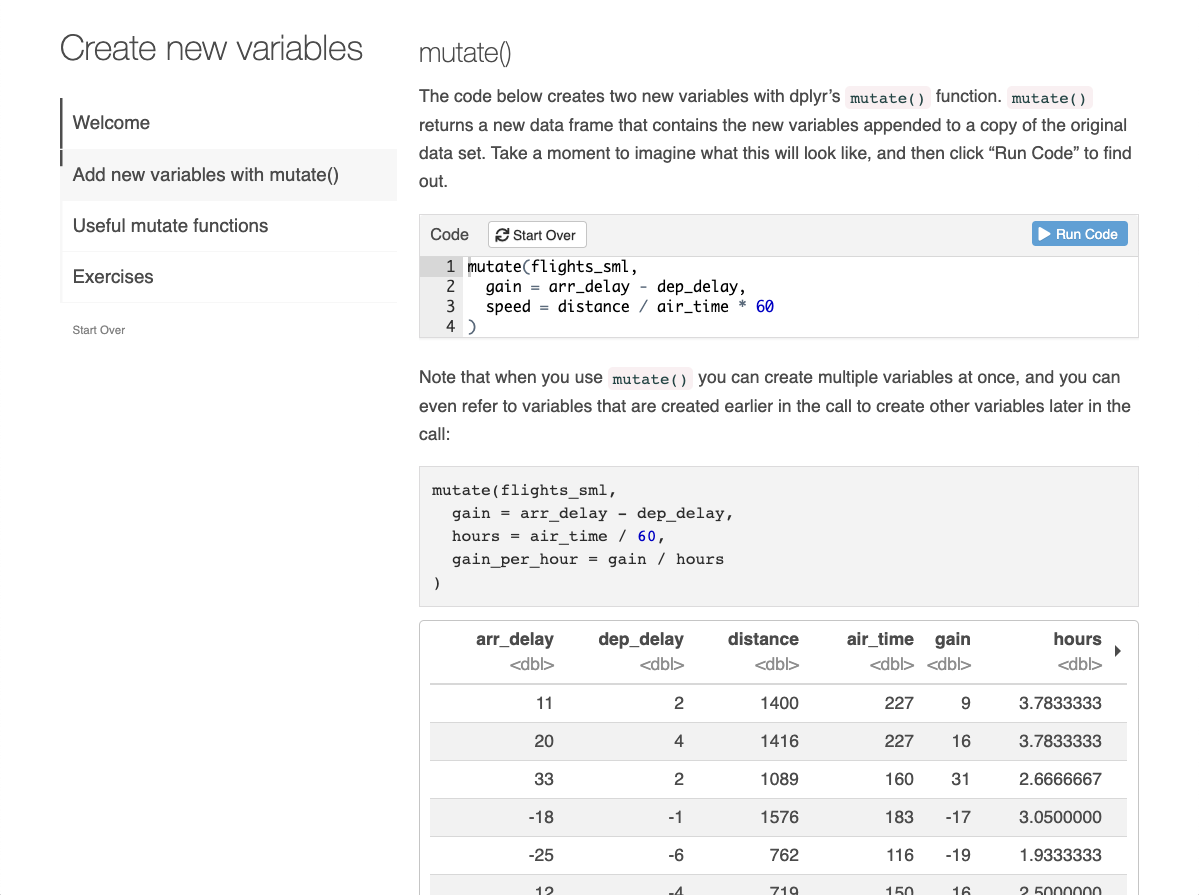 Create new variables
Welcome
Add new variables with mutate()
Useful mutate functions
Exercises
Start Over
mutate()
The code below creates two new variables with dplyr’s mutate() function. mutate()
returns a new data frame that contains the new variables appended to a copy of the original
data set. Take a moment to imagine what this will look like, and then click “Run Code” to find
out.
Code Start Over Run Code
1 mutate(flights_sml,
2   gain = arr_delay - dep_delay,
3   speed = distance / air_time * 60
4 )
Note that when you use mutate() you can create multiple variables at once, and you can
even refer to variables that are created earlier in the call to create other variables later in the
call:
mutate(flights_sml,
  gain = arr_delay - dep_delay,
  hours = air_time / 60,
  gain_per_hour = gain / hours
)
arr_delay dep_delay distance air_time gain hours
<dbl> <dbl> <dbl> <dbl> <dbl> <dbl>
11 2 1400 227 9 3.7833333
20 4 1416 227 16 3.7833333
33 2 1089 160 31 2.6666667
-18 -1 1576 183 -17 3.0500000
-25 -6 762 116 -19 1.9333333
12 -4 719 150 16 2.5000000